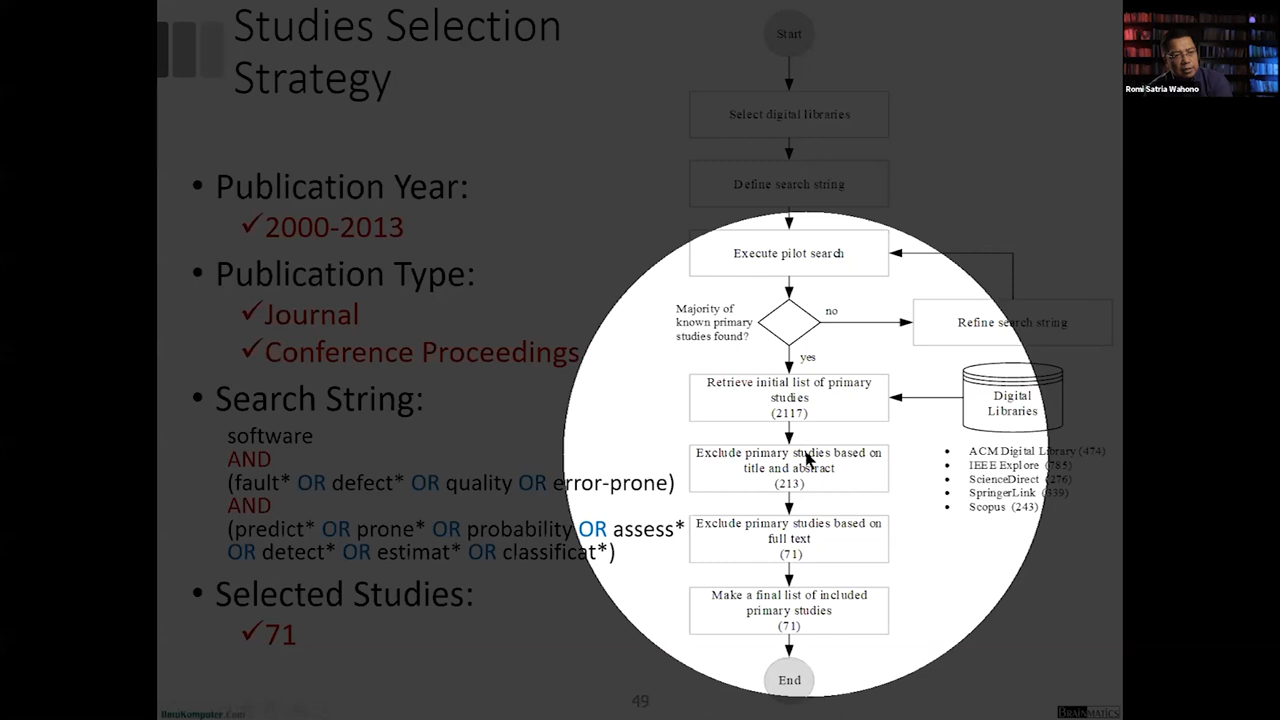 Studies Selection
Strategy
• Publication Year:
✓2000-2013
• Publication Type:
✓Journal
✓Conference Proceedings
• Search String:
software
AND
(fault* OR defect* OR quality OR error-prone)
AND
(predict* OR prone* OR probability OR assess*
OR detect* OR estimat* OR classificat*)
• Selected Studies:
✓71
Start
Select digital libraries
Define search string
Execute pilot search
Majority of
known primary
studies found?
no
Refine search string
yes
Retrieve initial list of primary
studies
(2117)
Digital
Libraries
• ACM Digital Library (474)
• IEEE Explore (785)
• ScienceDirect (276)
• SpringerLink (339)
• Scopus (243)
Exclude primary studies based on
title and abstract
(213)
Exclude primary studies based on
full text
(71)
Make a final list of included
primary studies
(71)
End
49
BRAINMATICS
Romi Satria Wahono